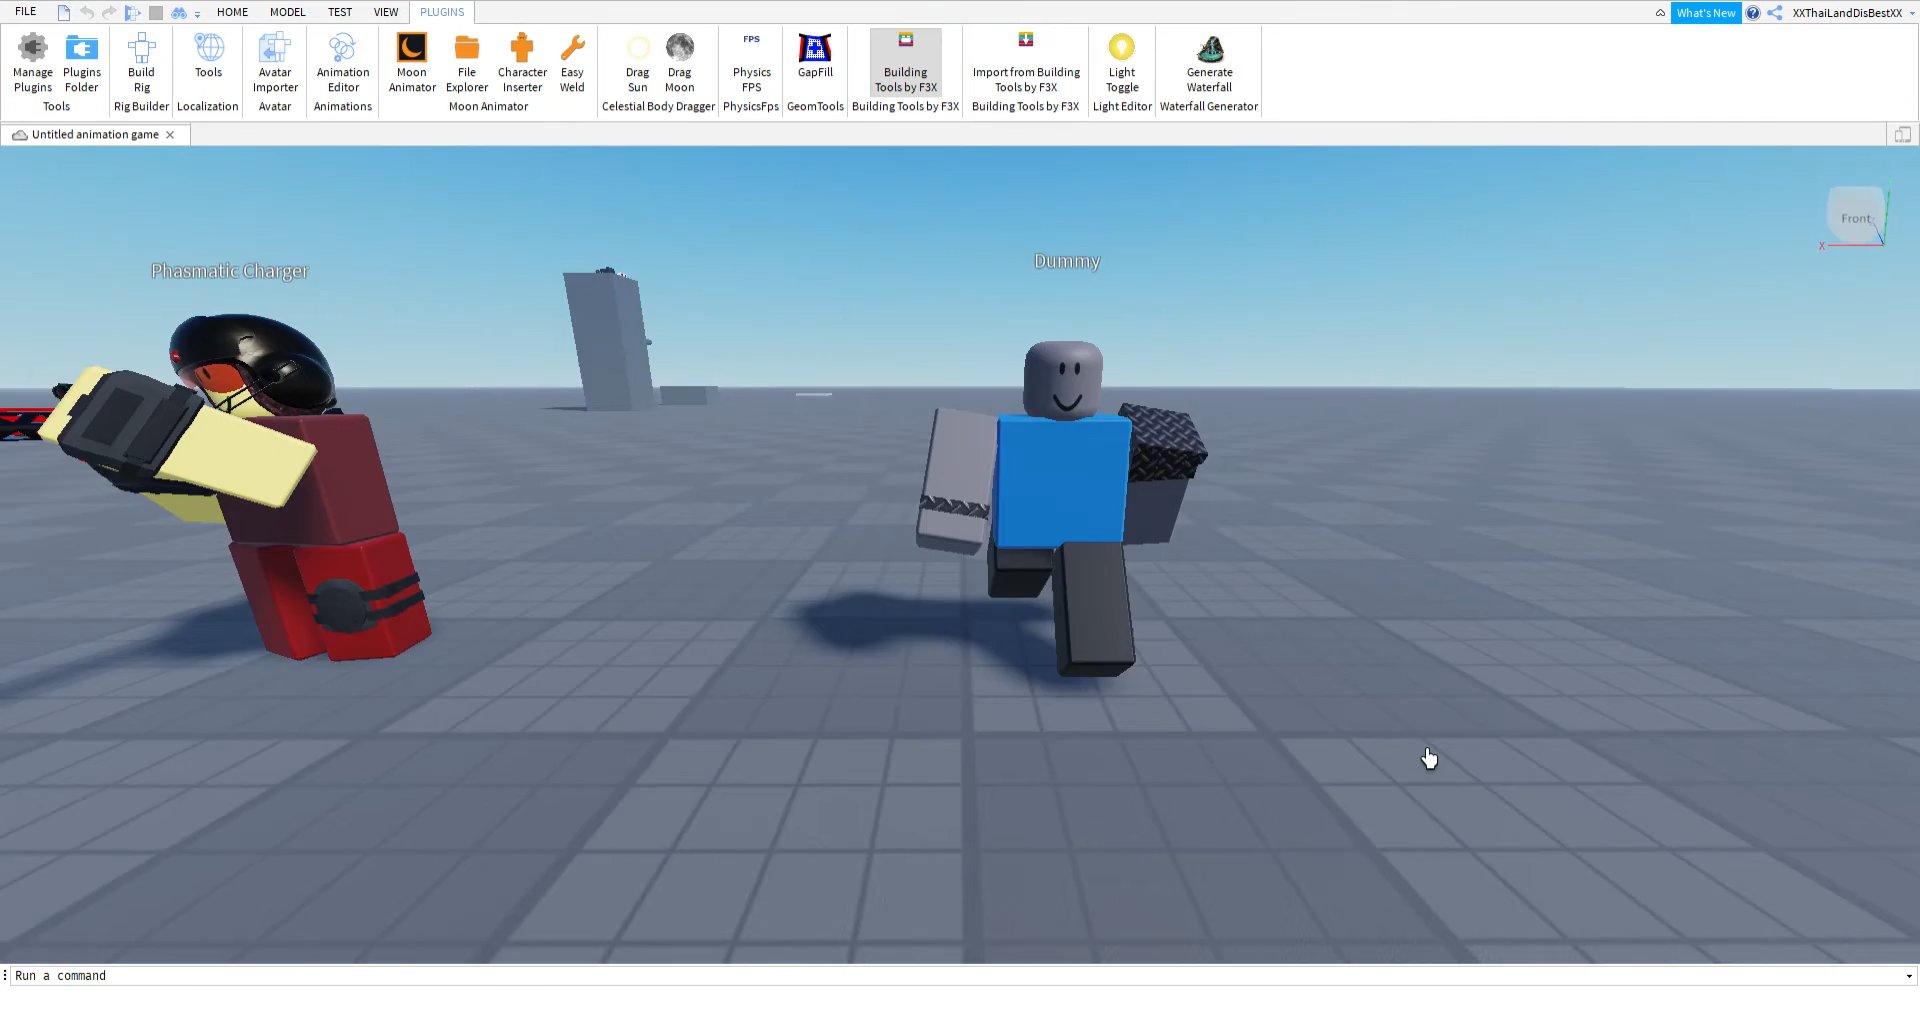 FILE HOME MODEL TEST VIEW PLUGINS What's New XXThaiLandDisBestXX
FPS
Manage Plugins Build Tools Avatar Animation Moon File Character Easy Drag Drag Physics GapFill Building Import from Building Light Generate
Plugins Folder Rig Importer Editor Animator Explorer Inserter Weld Sun Moon FPS Tools by F3X Tools by F3X Toggle Waterfall
Tools Rig Builder Localization Avatar Animations Moon Animator Celestial Body Dragger PhysicsFps GeomTools Building Tools by F3X Building Tools by F3X Light Editor Waterfall Generator
Untitled animation game
Front
X
Dummy
Phasmatic Charger
Run a command